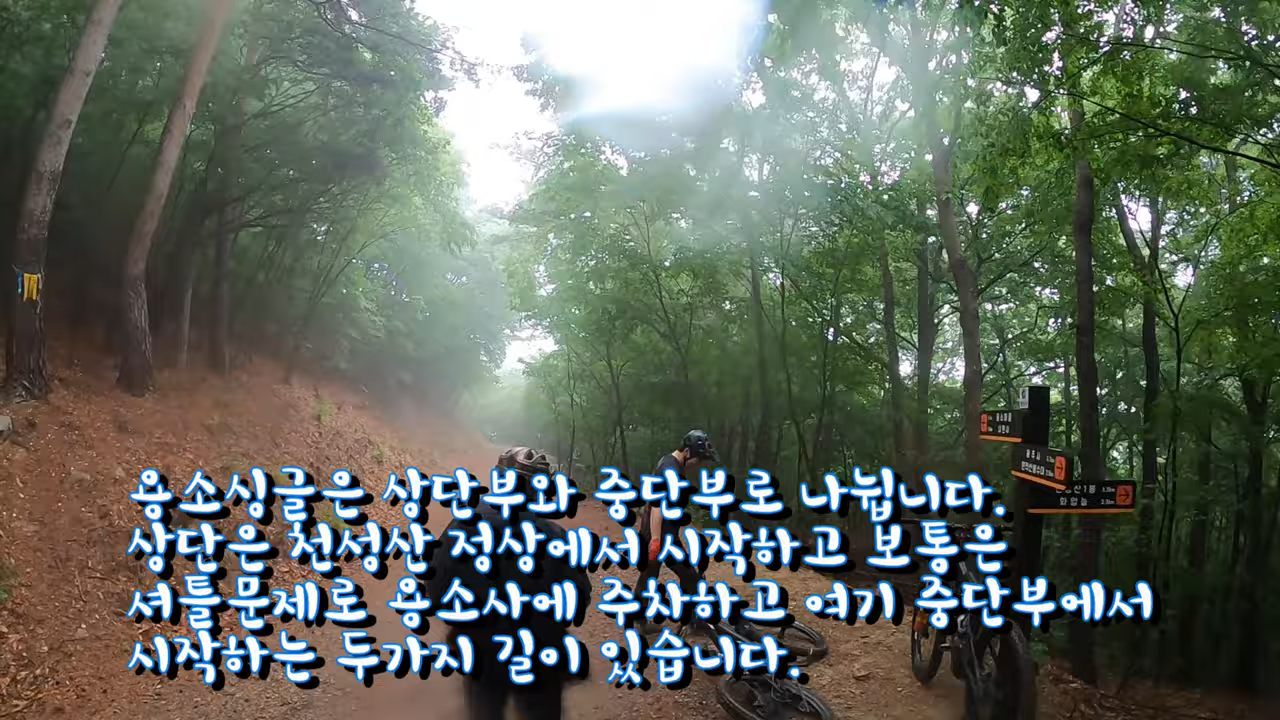 용소싱글은 상단부와 중단부로 나뉩니다.
상단은 천성산 정상에서 시작하고 보통은
셔틀문제로 용소사에 주차하고 여기 중단부에서
시작하는 두가지 길이 있습니다.